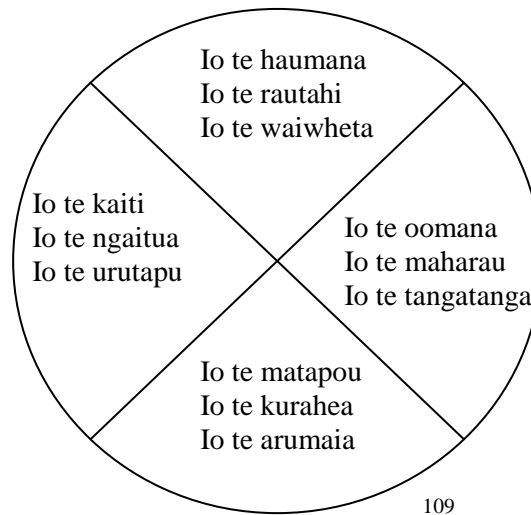 Io te haumana
Io te rautahi
Io te waiwheta
Io te kaiti
Io te ngaitua
Io te urutapu
Io te oomana
Io te maharau
Io te tangatanga
Io te matapou
Io te kurahea
Io te arumaia
109